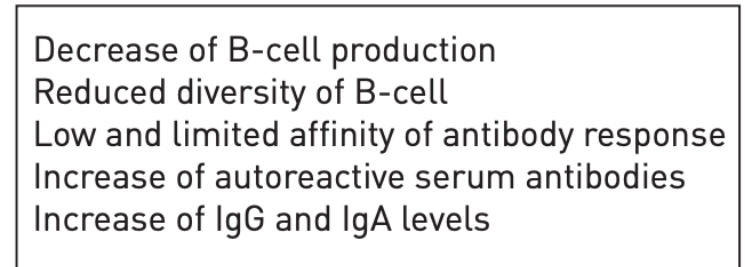 Decrease of B-cell production
Reduced diversity of B-cell
Low and limited affinity of antibody response
Increase of autoreactive serum antibodies
Increase of IgG and IgA levels